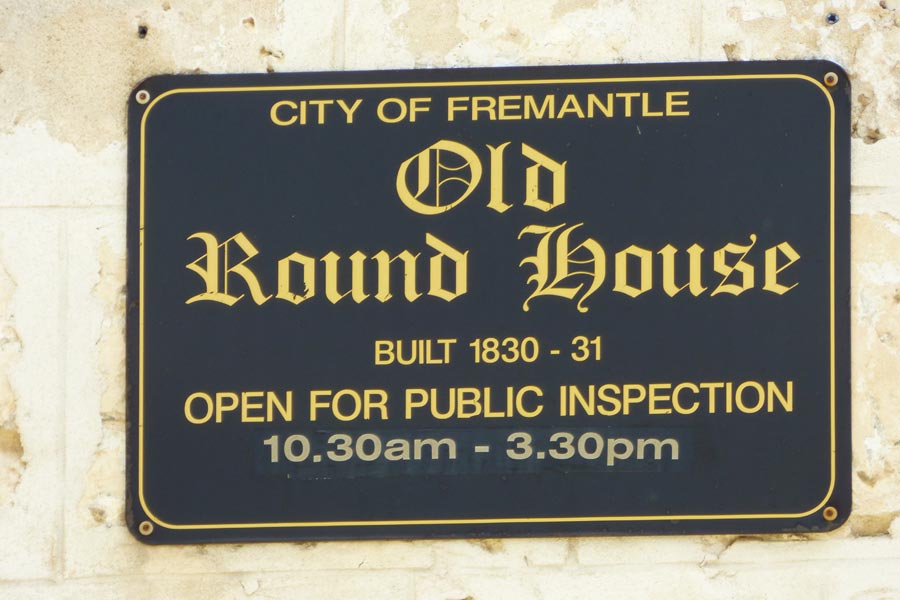 CITY OF FREMANTLE
Old
Round House
BUILT 1830 - 31
OPEN FOR PUBLIC INSPECTION
10.30am - 3.30pm